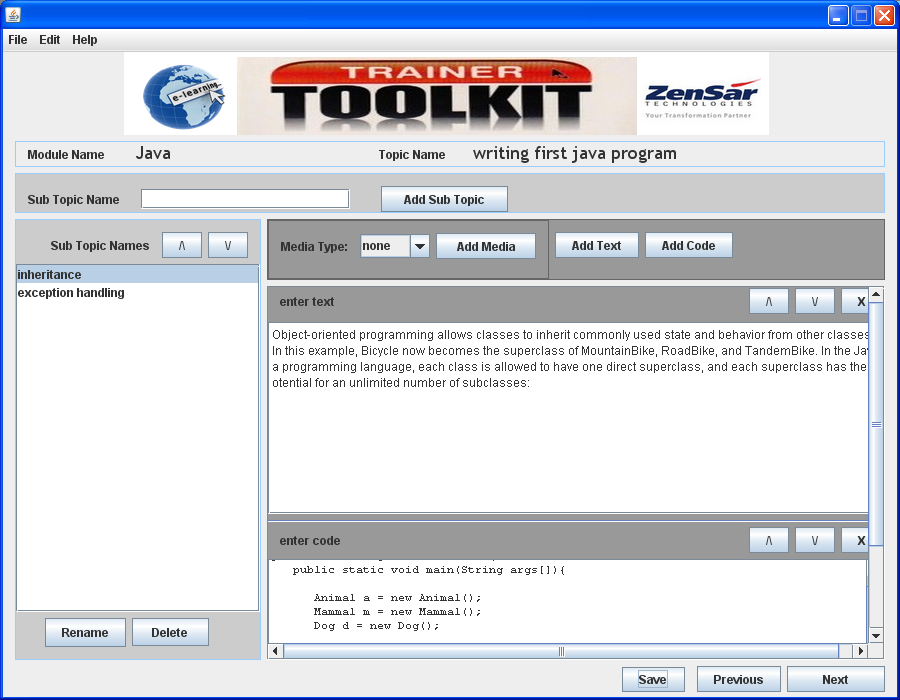 File Edit Help
e-learning
TRAINER
TOOLKIT
ZenSar
TECHNOLOGIES
Your Transformation Partner
Module Name Java Topic Name writing first java program
Sub Topic Name Add Sub Topic
Sub Topic Names Λ V
inheritance
exception handling
Rename Delete
Media Type: none Add Media Add Text Add Code
enter text Λ V X
Object-oriented programming allows classes to inherit commonly used state and behavior from other classes
In this example, Bicycle now becomes the superclass of MountainBike, RoadBike, and TandemBike. In the Ja
a programming language, each class is allowed to have one direct superclass, and each superclass has the
otential for an unlimited number of subclasses:
enter code Λ V X
public static void main(String args[]){
Animal a = new Animal();
Mammal m = new Mammal();
Dog d = new Dog();
Save Previous Next